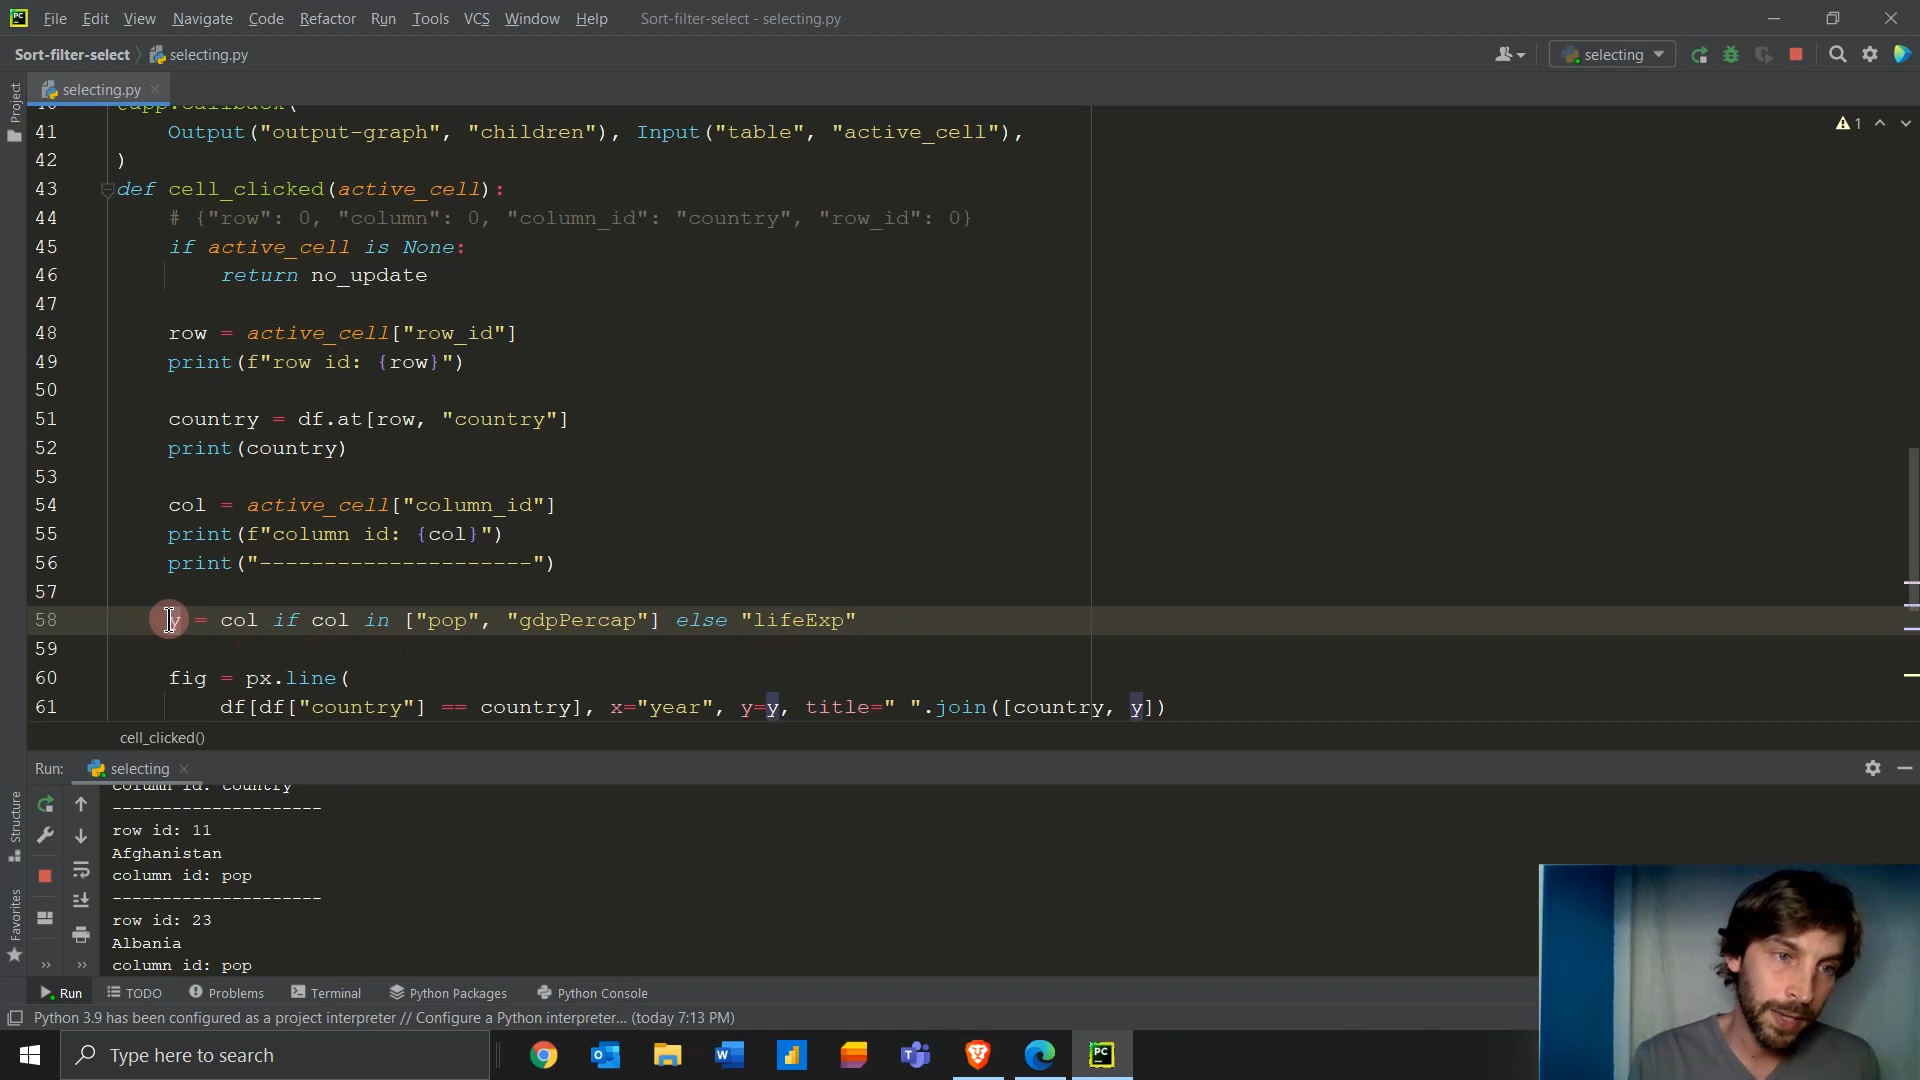 File Edit View Navigate Code Refactor Run Tools VCS Window Help Sort-filter-select - selecting.py
Sort-filter-select selecting.py selecting
selecting.py
Project
41 Output("output-graph", "children"), Input("table", "active_cell"),
42 )
43 def cell_clicked(active_cell):
44 # {"row": 0, "column": 0, "column_id": "country", "row_id": 0}
45 if active_cell is None:
46 return no_update
47
48 row = active_cell["row_id"]
49 print(f"row id: {row}")
50
51 country = df.at[row, "country"]
52 print(country)
53
54 col = active_cell["column_id"]
55 print(f"column id: {col}")
56 print("---------------------")
57
58 y = col if col in ["pop", "gdpPercap"] else "lifeExp"
59
60 fig = px.line(
61 df[df["country"] == country], x="year", y=y, title=" ".join([country, y])
1
cell_clicked()
Run: selecting
column id: country
---------------------
row id: 11
Afghanistan
column id: pop
---------------------
row id: 23
Albania
column id: pop
Structure
Favorites
Run TODO Problems Terminal Python Packages Python Console
Python 3.9 has been configured as a project interpreter // Configure a Python interpreter... (today 7:13 PM)
Type here to search